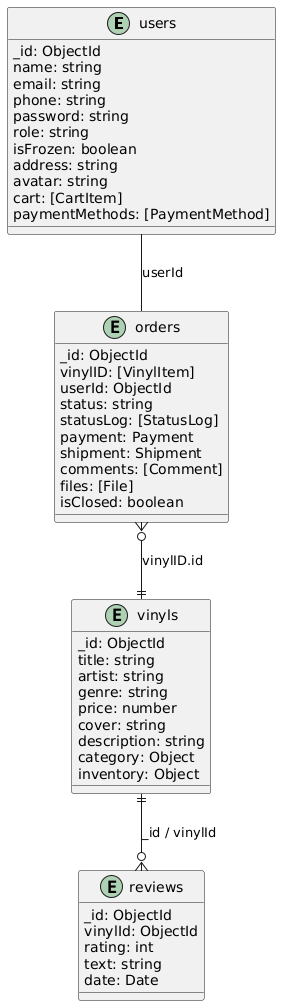 E users
_id: ObjectId
name: string
email: string
phone: string
password: string
role: string
isFrozen: boolean
address: string
avatar: string
cart: [CartItem]
paymentMethods: [PaymentMethod]
userId
E orders
_id: ObjectId
vinylID: [VinylItem]
userId: ObjectId
status: string
statusLog: [StatusLog]
payment: Payment
shipment: Shipment
comments: [Comment]
files: [File]
isClosed: boolean
vinylID.id
E vinyls
_id: ObjectId
title: string
artist: string
genre: string
price: number
cover: string
description: string
category: Object
inventory: Object
_id / vinylId
E reviews
_id: ObjectId
vinylId: ObjectId
rating: int
text: string
date: Date